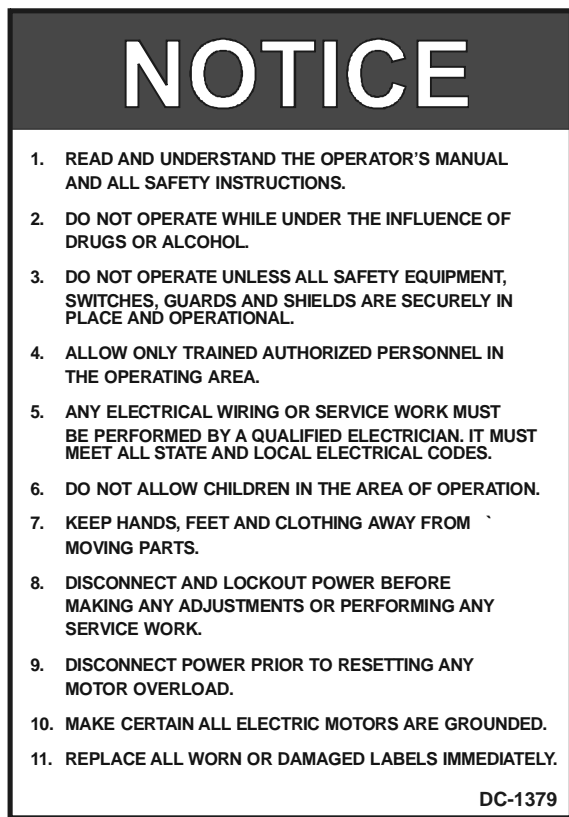 NOTICE
1. READ AND UNDERSTAND THE OPERATOR'S MANUAL
AND ALL SAFETY INSTRUCTIONS.
2. DO NOT OPERATE WHILE UNDER THE INFLUENCE OF
DRUGS OR ALCOHOL.
3. DO NOT OPERATE UNLESS ALL SAFETY EQUIPMENT,
SWITCHES, GUARDS AND SHIELDS ARE SECURELY IN
PLACE AND OPERATIONAL.
4. ALLOW ONLY TRAINED AUTHORIZED PERSONNEL IN
THE OPERATING AREA.
5. ANY ELECTRICAL WIRING OR SERVICE WORK MUST
BE PERFORMED BY A QUALIFIED ELECTRICIAN. IT MUST
MEET ALL STATE AND LOCAL ELECTRICAL CODES.
6. DO NOT ALLOW CHILDREN IN THE AREA OF OPERATION.
7. KEEP HANDS, FEET AND CLOTHING AWAY FROM `
MOVING PARTS.
8. DISCONNECT AND LOCKOUT POWER BEFORE
MAKING ANY ADJUSTMENTS OR PERFORMING ANY
SERVICE WORK.
9. DISCONNECT POWER PRIOR TO RESETTING ANY
MOTOR OVERLOAD.
10. MAKE CERTAIN ALL ELECTRIC MOTORS ARE GROUNDED.
11. REPLACE ALL WORN OR DAMAGED LABELS IMMEDIATELY.
DC-1379